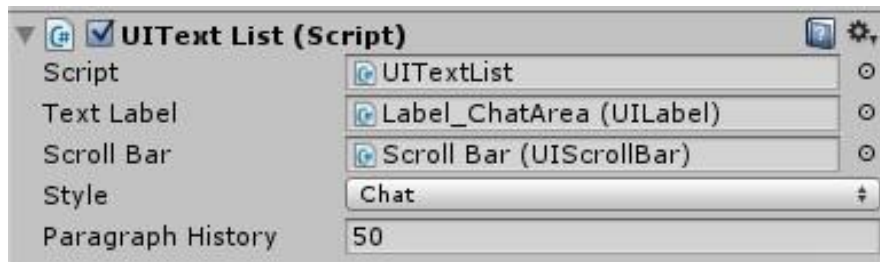 UIText List (Script)
Script UITextList
Text Label Label_ChatArea (UILabel)
Scroll Bar Scroll Bar (UIScrollBar)
Style Chat
Paragraph History 50